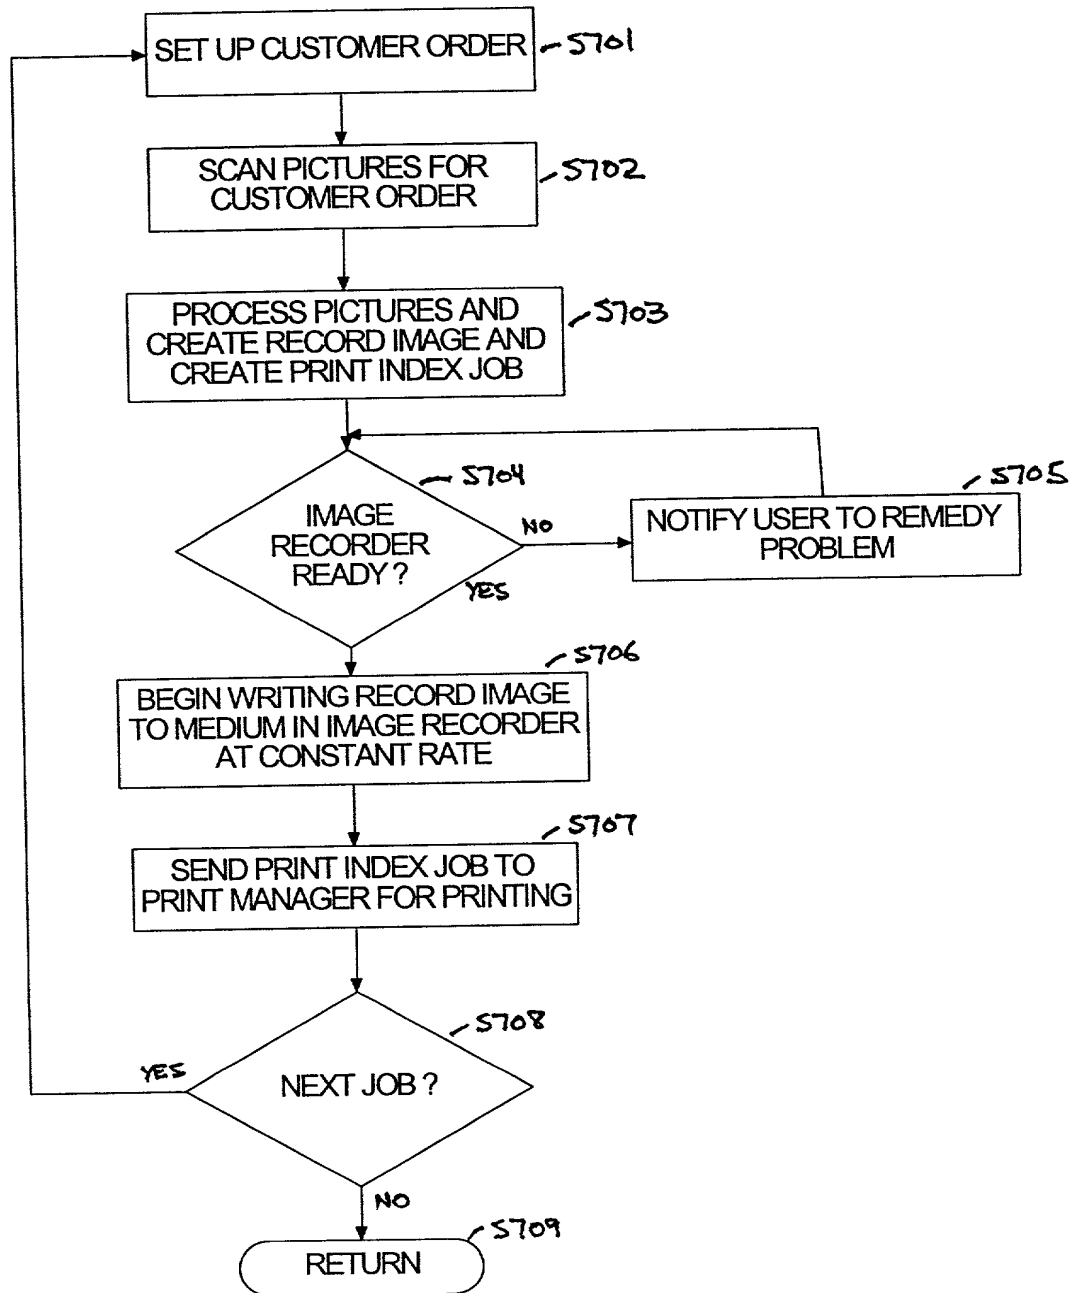 SET UP CUSTOMER ORDER
S701
SCAN PICTURES FOR
CUSTOMER ORDER
S702
PROCESS PICTURES AND
CREATE RECORD IMAGE AND
CREATE PRINT INDEX JOB
S703
S704
IMAGE
RECORDER
READY ?
NO
YES
S705
NOTIFY USER TO REMEDY
PROBLEM
S706
BEGIN WRITING RECORD IMAGE
TO MEDIUM IN IMAGE RECORDER
AT CONSTANT RATE
S707
SEND PRINT INDEX JOB TO
PRINT MANAGER FOR PRINTING
S708
YES
NEXT JOB ?
NO
S709
RETURN